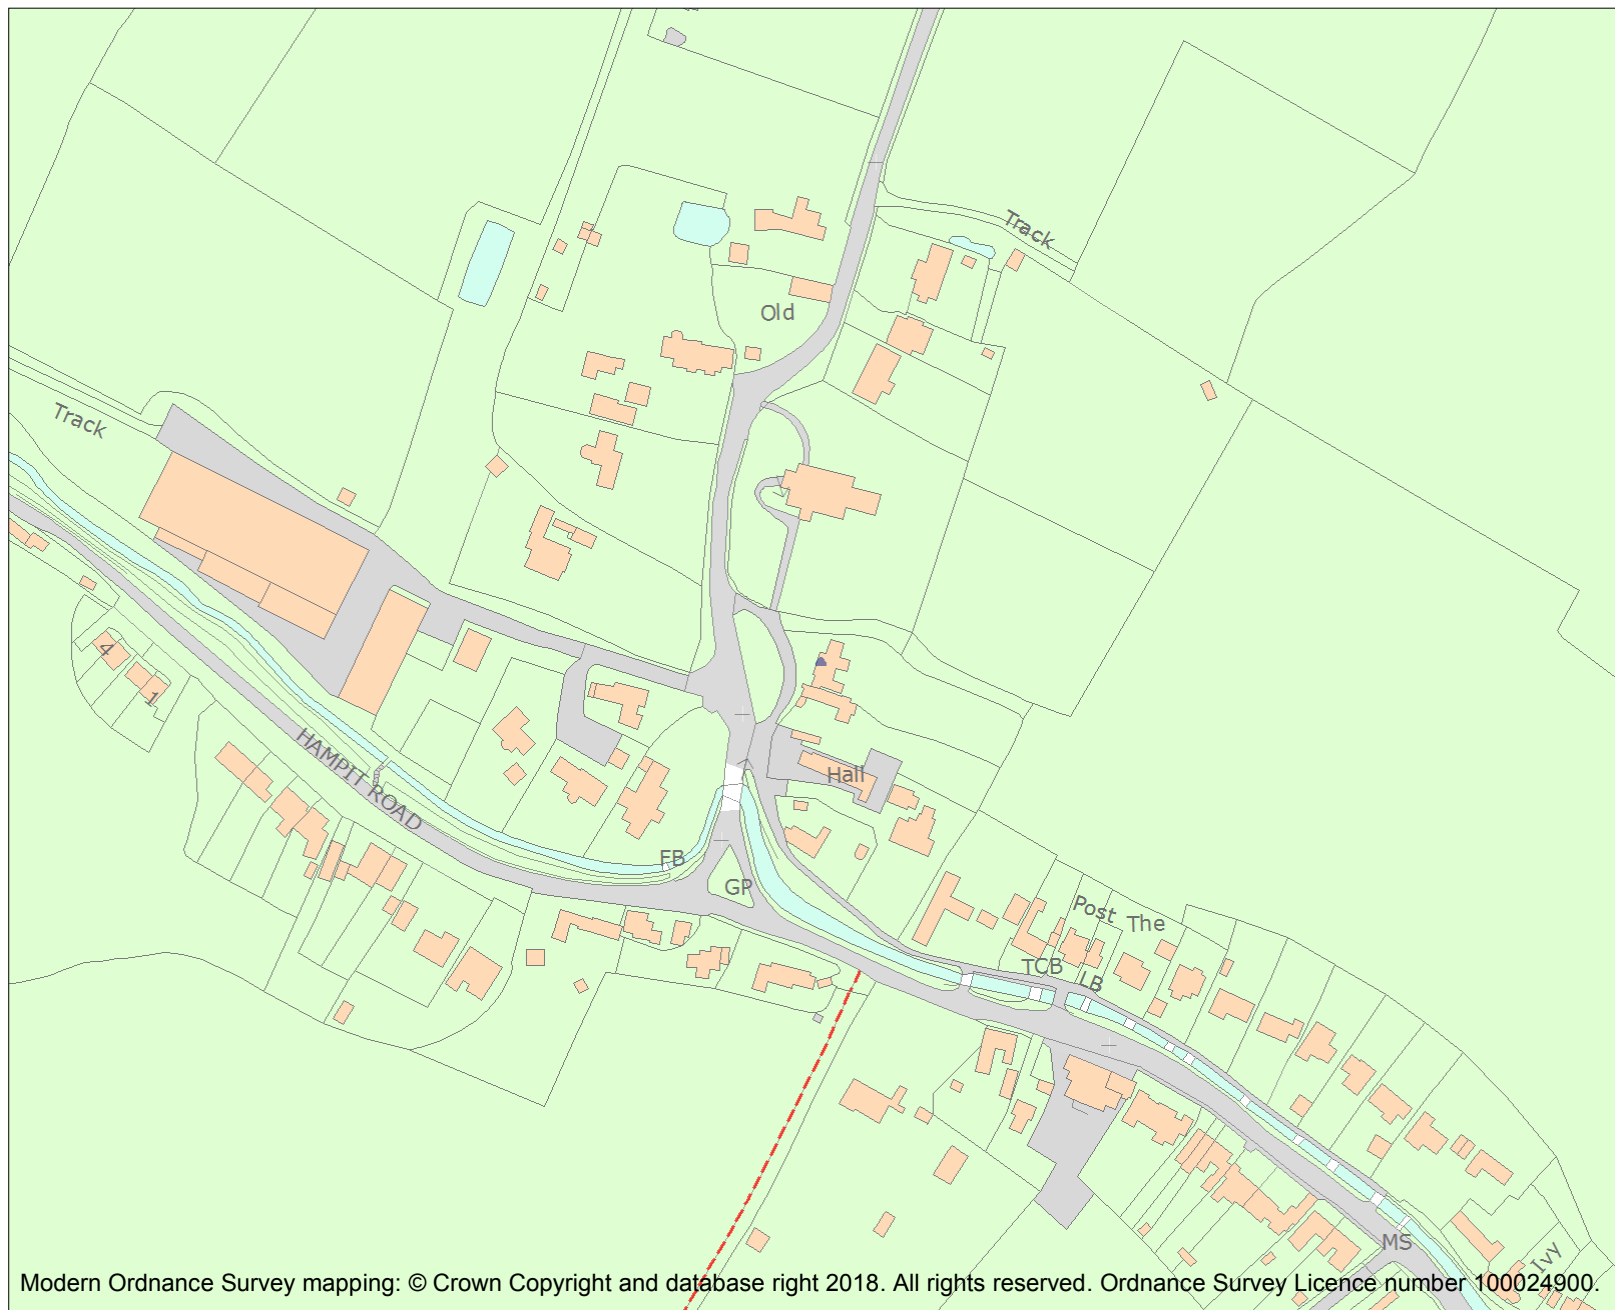 Track
Old
Track
4
1
HAMPIT ROAD
Hall
FB
GP
Post
The
TCB
LB
MS
Ivy
Modern Ordnance Survey mapping: © Crown Copyright and database right 2018. All rights reserved. Ordnance Survey Licence number 100024900.